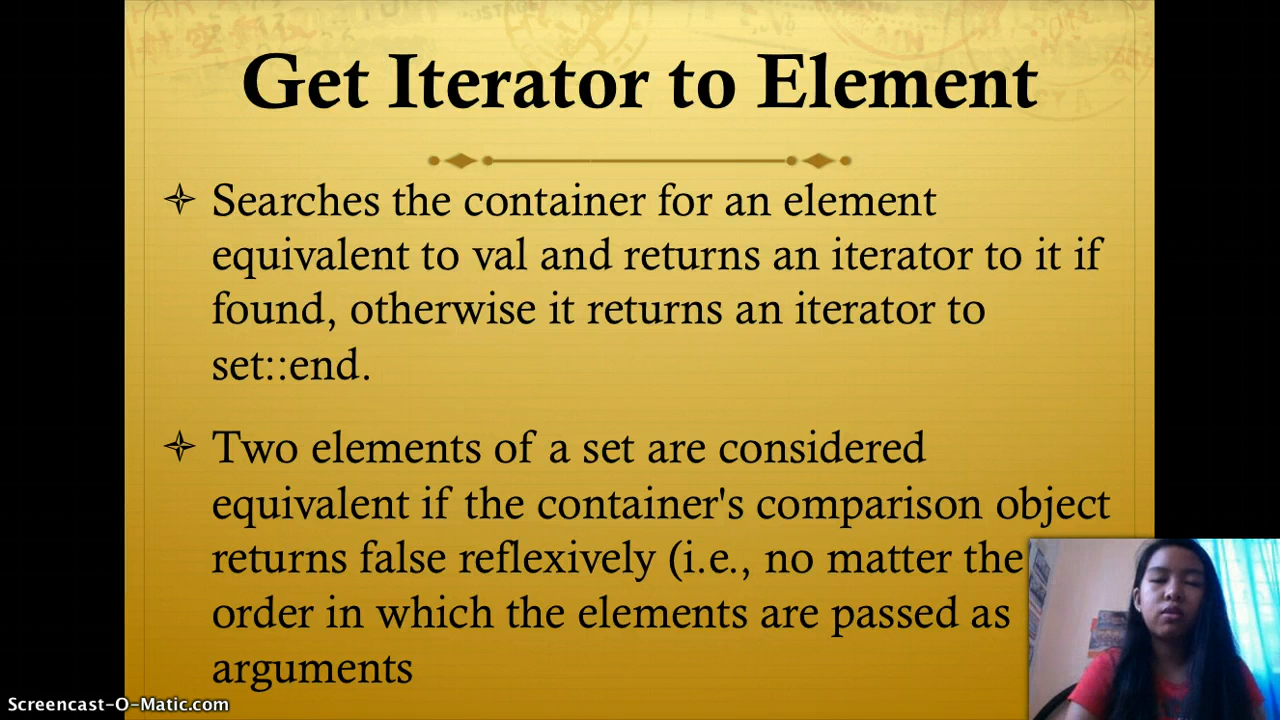 Get Iterator to Element
Searches the container for an element
equivalent to val and returns an iterator to it if
found, otherwise it returns an iterator to
set::end.
Two elements of a set are considered
equivalent if the container's comparison object
returns false reflexively (i.e., no matter the
order in which the elements are passed as
arguments
Screencast-O-Matic.com